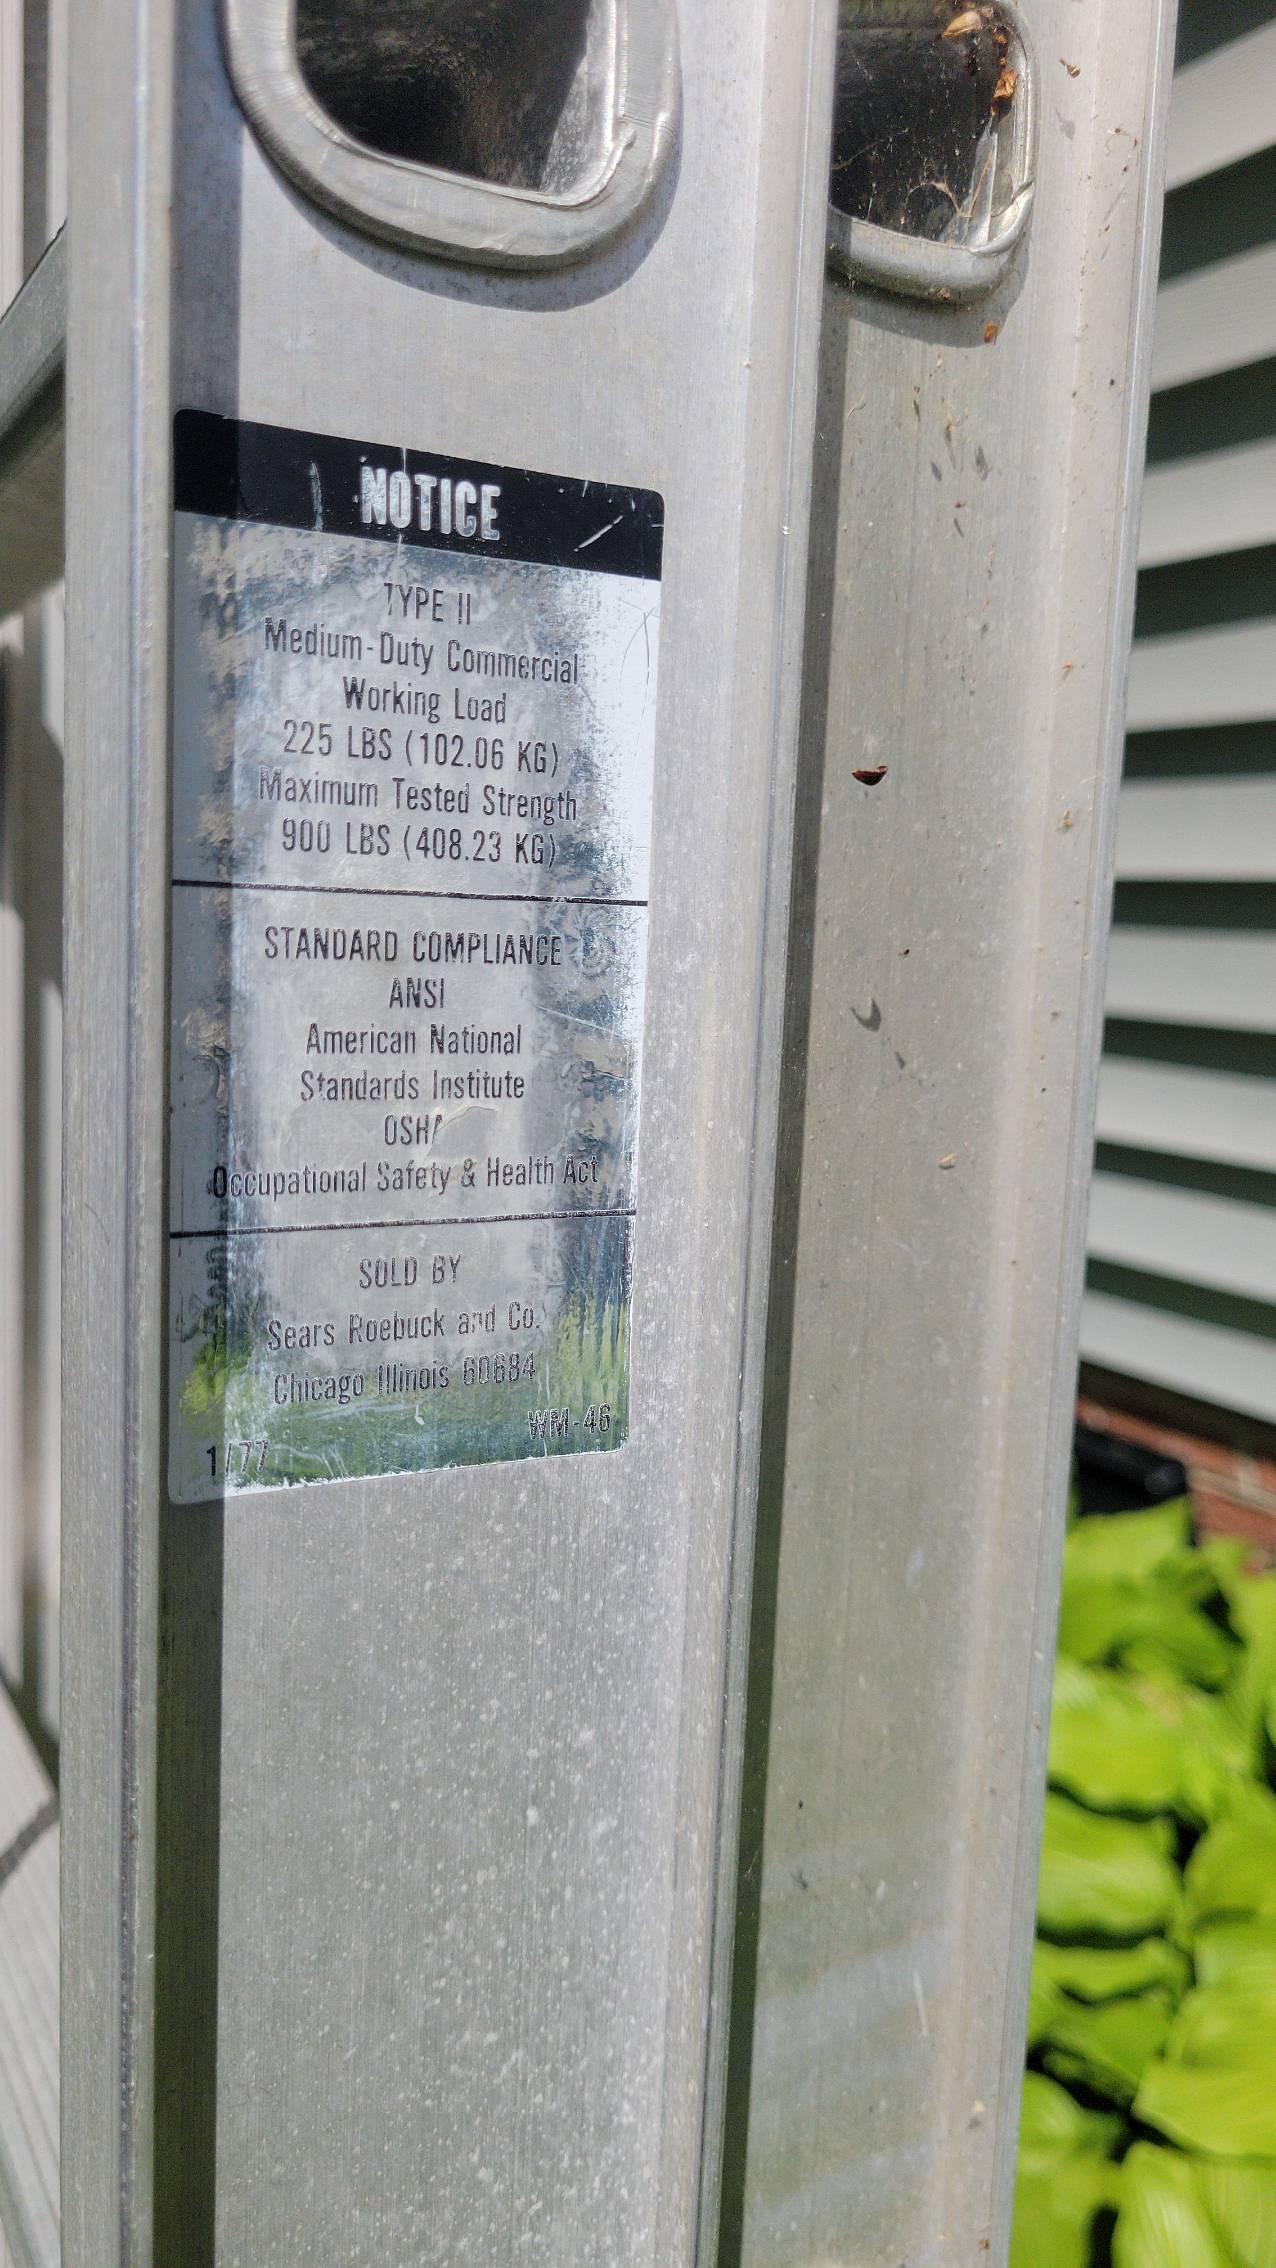 NOTICE
TYPE II
Medium-Duty Commercial
Working Load
225 LBS (102.06 KG)
Maximum Tested Strength
900 LBS (408.23 KG)
STANDARD COMPLIANCE
ANSI
American National
Standards Institute
OSHA
Occupational Safety & Health Act
SOLD BY
Sears Roebuck and Co.
Chicago Illinois 60684
WM-46
1/77